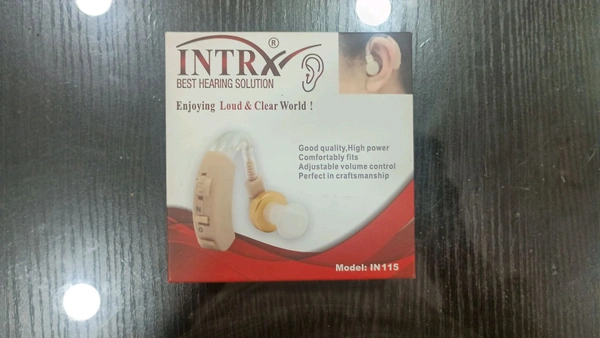 INTRX®
BEST HEARING SOLUTION
Enjoying Loud & Clear World !
Good quality,High power
Comfortably fits
Adjustable volume control
Perfect in craftsmanship
Model: IN115